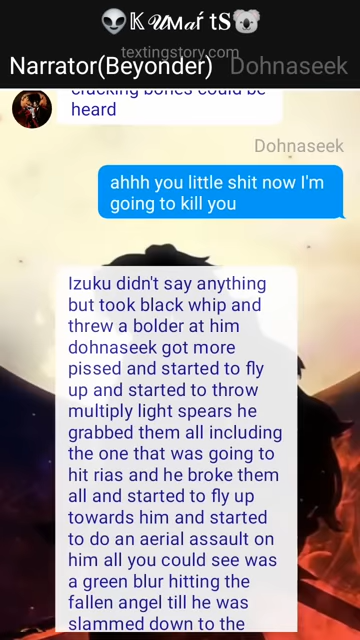 👽𝕂 𝓤ᴍᴀŕ tS🐨
textingstory.com
Narrator(Beyonder) Dohnaseek
cracking bones could be
heard
Dohnaseek
ahhh you little shit now I'm
going to kill you
Izuku didn't say anything
but took black whip and
threw a bolder at him
dohnaseek got more
pissed and started to fly
up and started to throw
multiply light spears he
grabbed them all including
the one that was going to
hit rias and he broke them
all and started to fly up
towards him and started
to do an aerial assault on
him all you could see was
a green blur hitting the
fallen angel till he was
slammed down to the